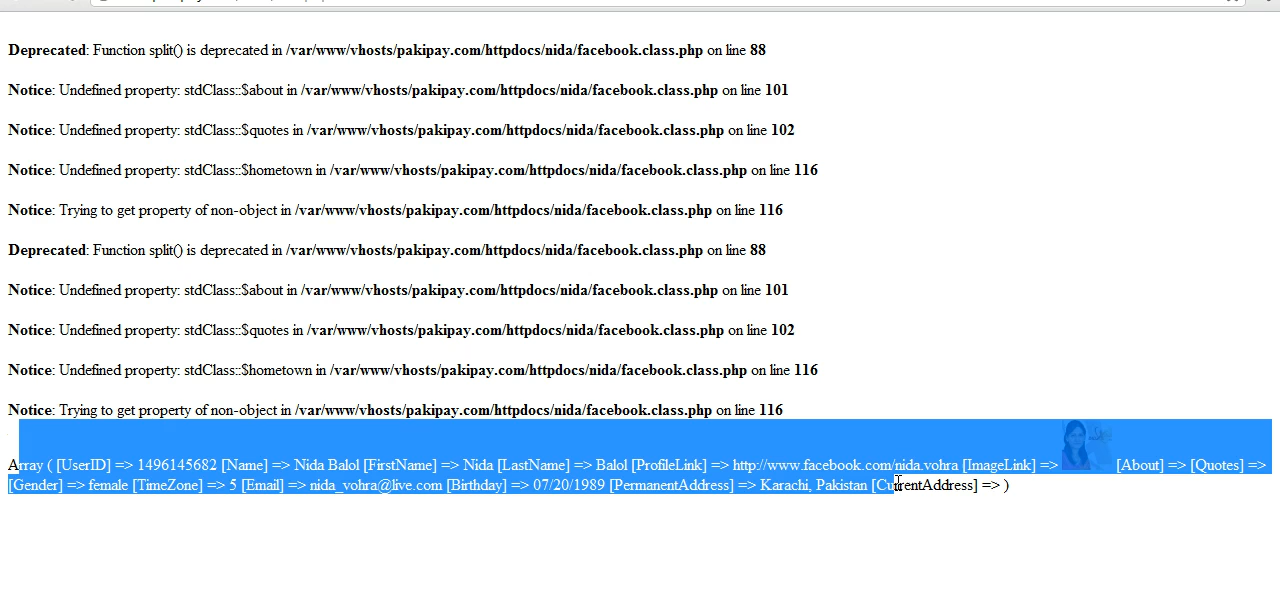 Deprecated: Function split() is deprecated in /var/www/vhosts/pakipay.com/httpdocs/nida/facebook.class.php on line 88
Notice: Undefined property: stdClass::$about in /var/www/vhosts/pakipay.com/httpdocs/nida/facebook.class.php on line 101
Notice: Undefined property: stdClass::$quotes in /var/www/vhosts/pakipay.com/httpdocs/nida/facebook.class.php on line 102
Notice: Undefined property: stdClass::$hometown in /var/www/vhosts/pakipay.com/httpdocs/nida/facebook.class.php on line 116
Notice: Trying to get property of non-object in /var/www/vhosts/pakipay.com/httpdocs/nida/facebook.class.php on line 116
Deprecated: Function split() is deprecated in /var/www/vhosts/pakipay.com/httpdocs/nida/facebook.class.php on line 88
Notice: Undefined property: stdClass::$about in /var/www/vhosts/pakipay.com/httpdocs/nida/facebook.class.php on line 101
Notice: Undefined property: stdClass::$quotes in /var/www/vhosts/pakipay.com/httpdocs/nida/facebook.class.php on line 102
Notice: Undefined property: stdClass::$hometown in /var/www/vhosts/pakipay.com/httpdocs/nida/facebook.class.php on line 116
Notice: Trying to get property of non-object in /var/www/vhosts/pakipay.com/httpdocs/nida/facebook.class.php on line 116
Array ( [UserID] => 1496145682 [Name] => Nida Balol [FirstName] => Nida [LastName] => Balol [ProfileLink] => http://www.facebook.com/nida.vohra [ImageLink] => [About] => [Quotes] =>
[Gender] => female [TimeZone] => 5 [Email] => nida_vohra@live.com [Birthday] => 07/20/1989 [PermanentAddress] => Karachi, Pakistan [CurrentAddress] => )